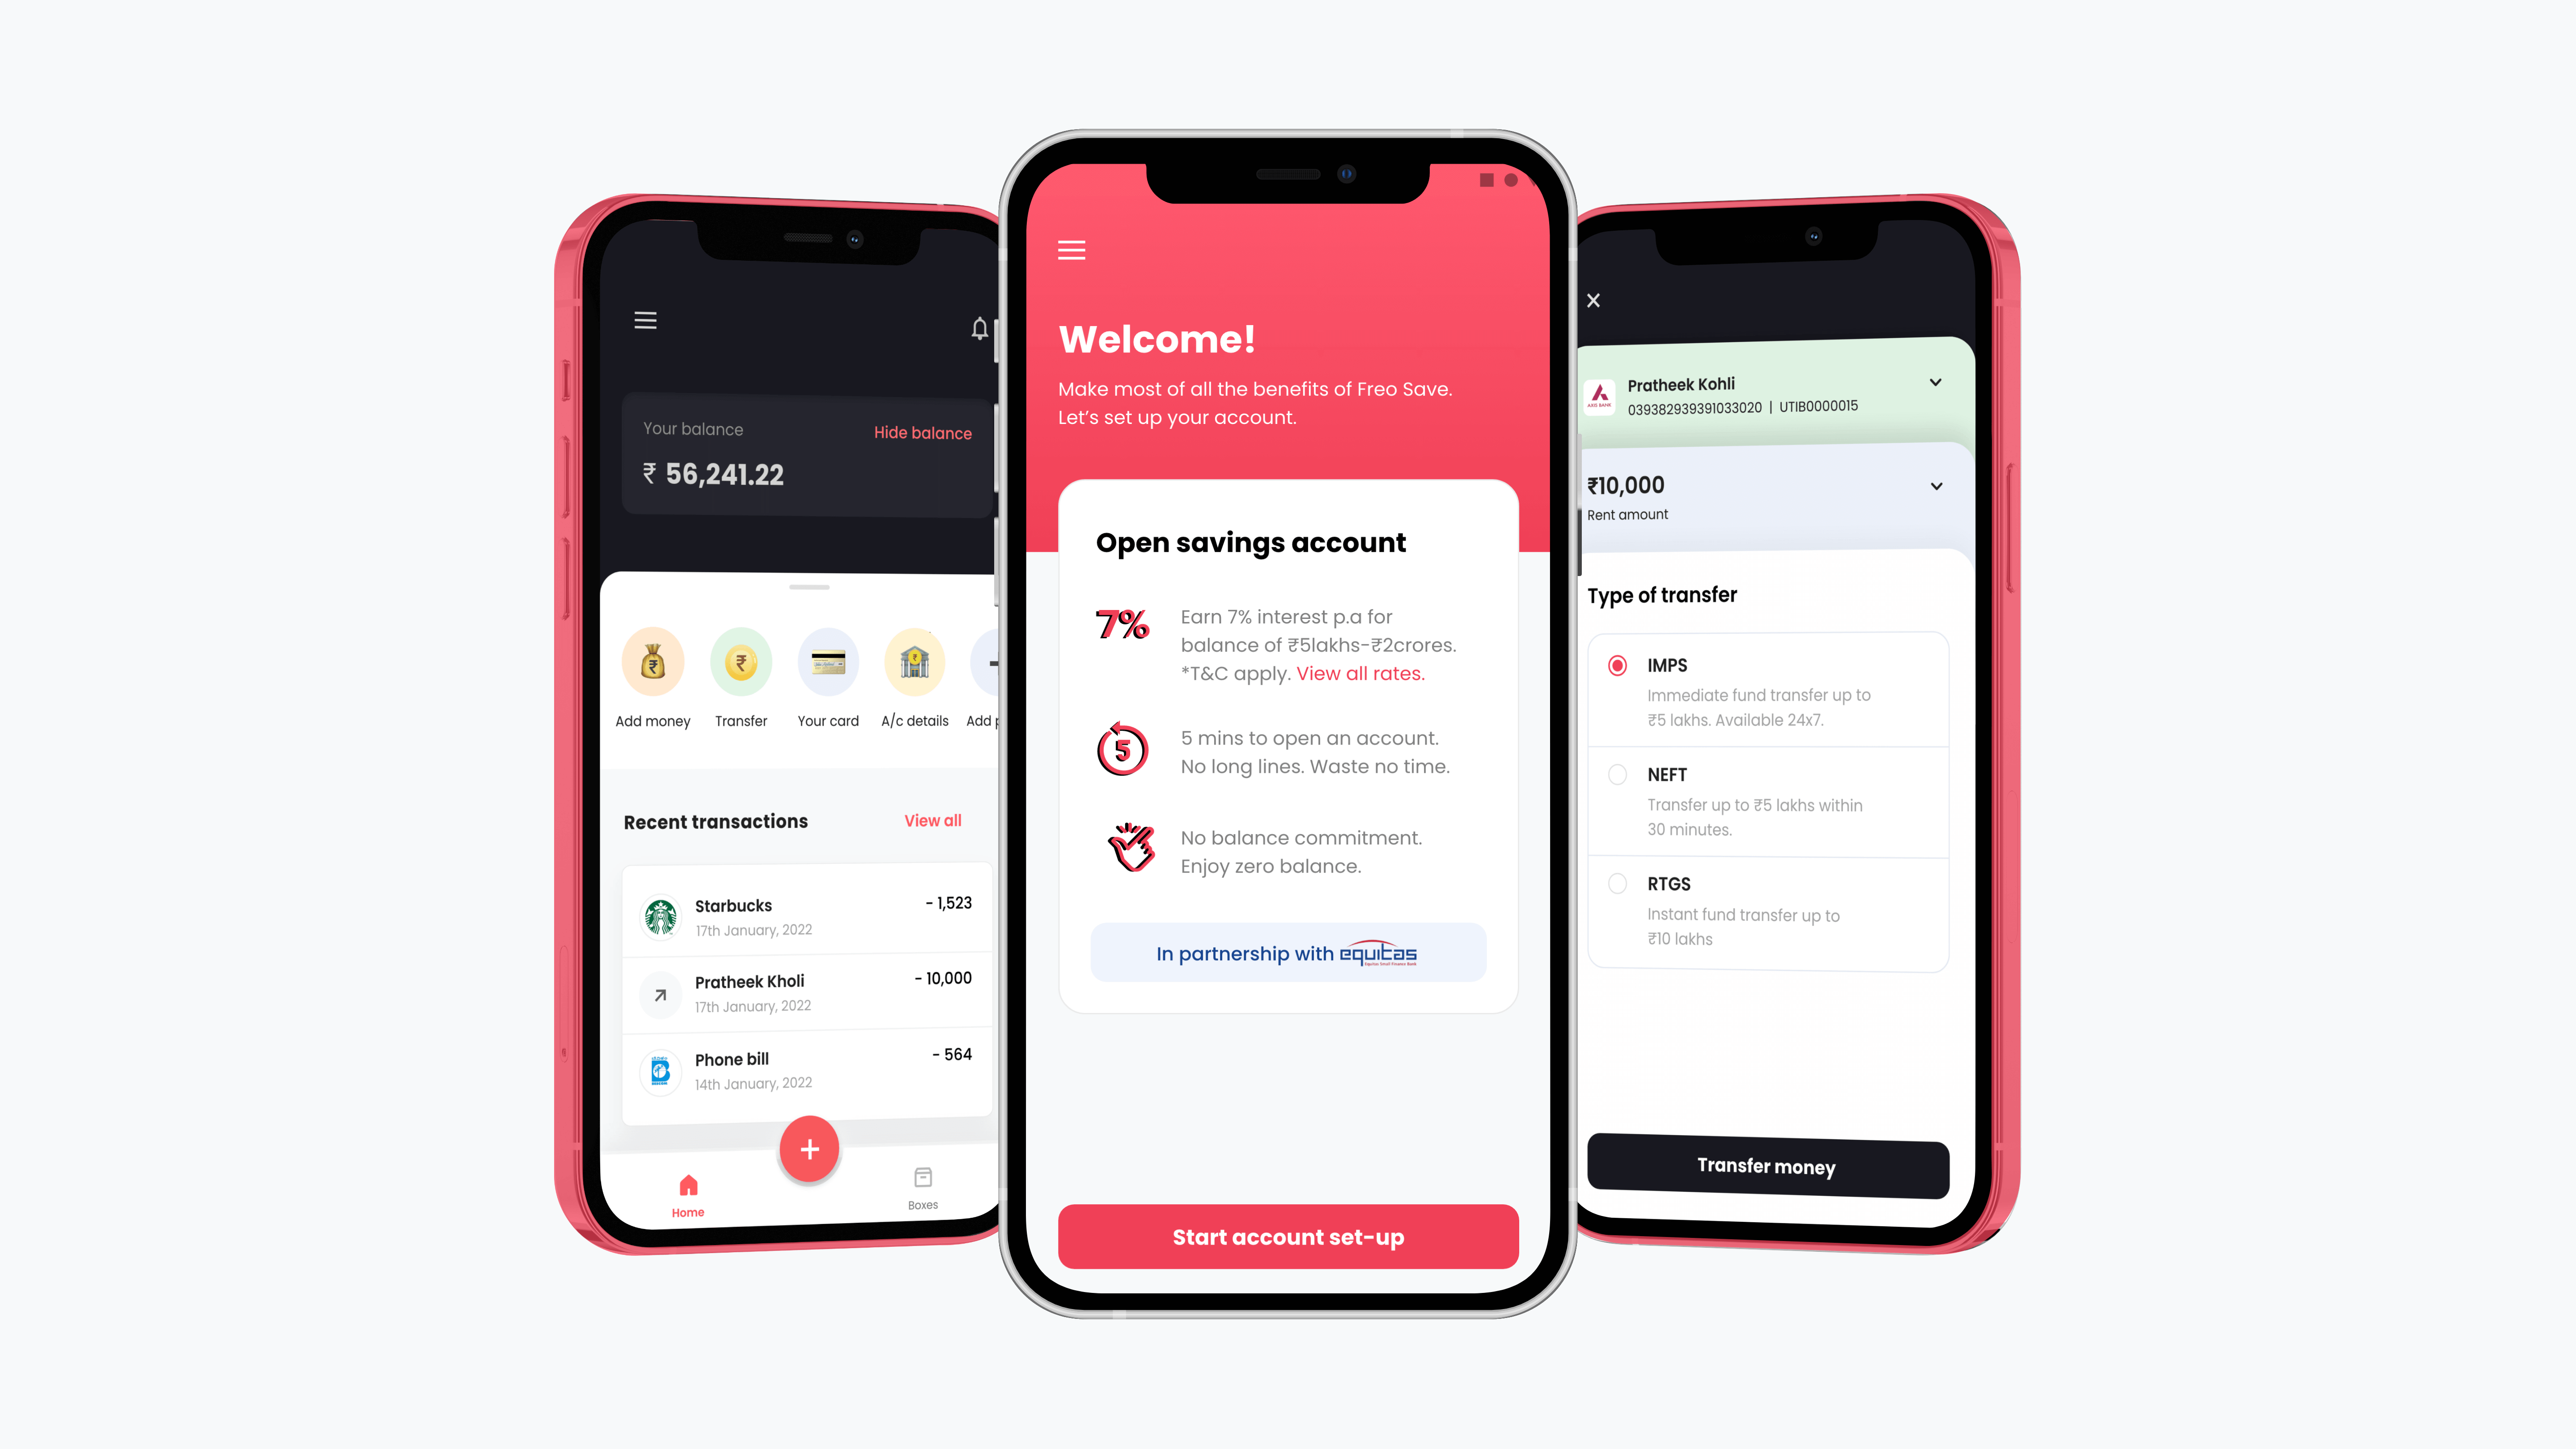 Your balance
Hide balance
₹ 56,241.22
Add money
Transfer
Your card
A/c details
Add
Recent transactions
View all
Starbucks
- 1,523
17th January, 2022
Pratheek Kholi
- 10,000
17th January, 2022
Phone bill
- 564
14th January, 2022
+
Home
Boxes
Welcome!
Make most of all the benefits of Freo Save.
Let's set up your account.
Open savings account
7%
Earn 7% interest p.a for
balance of ₹5lakhs-₹2crores.
*T&C apply. View all rates.
5
5 mins to open an account.
No long lines. Waste no time.
No balance commitment.
Enjoy zero balance.
In partnership with equitas
Equitas Small Finance Bank
Start account set-up
AXIS BANK
Pratheek Kohli
039382939391033020 | UTIB0000015
₹10,000
Rent amount
Type of transfer
IMPS
Immediate fund transfer up to
₹5 lakhs. Available 24x7.
NEFT
Transfer up to ₹5 lakhs within
30 minutes.
RTGS
Instant fund transfer up to
₹10 lakhs
Transfer money